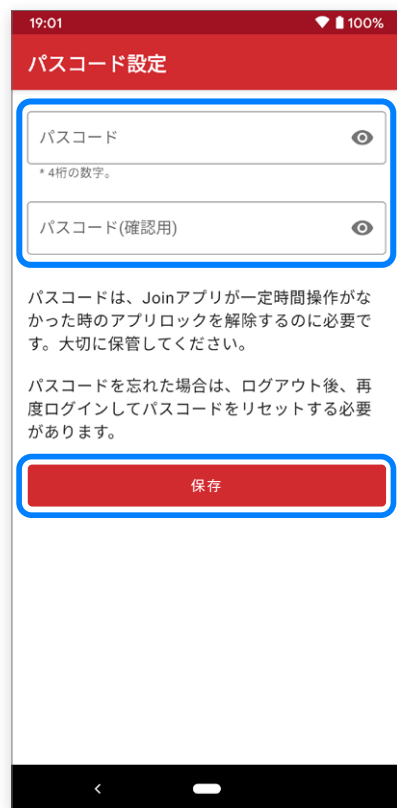 19:01
100%
パスコード設定
パスコード
* 4桁の数字。
パスコード(確認用)
パスコードは、Joinアプリが一定時間操作がな
かった時のアプリロックを解除するのに必要で
す。大切に保管してください。
パスコードを忘れた場合は、ログアウト後、再
度ログインしてパスコードをリセットする必要
があります。
保存